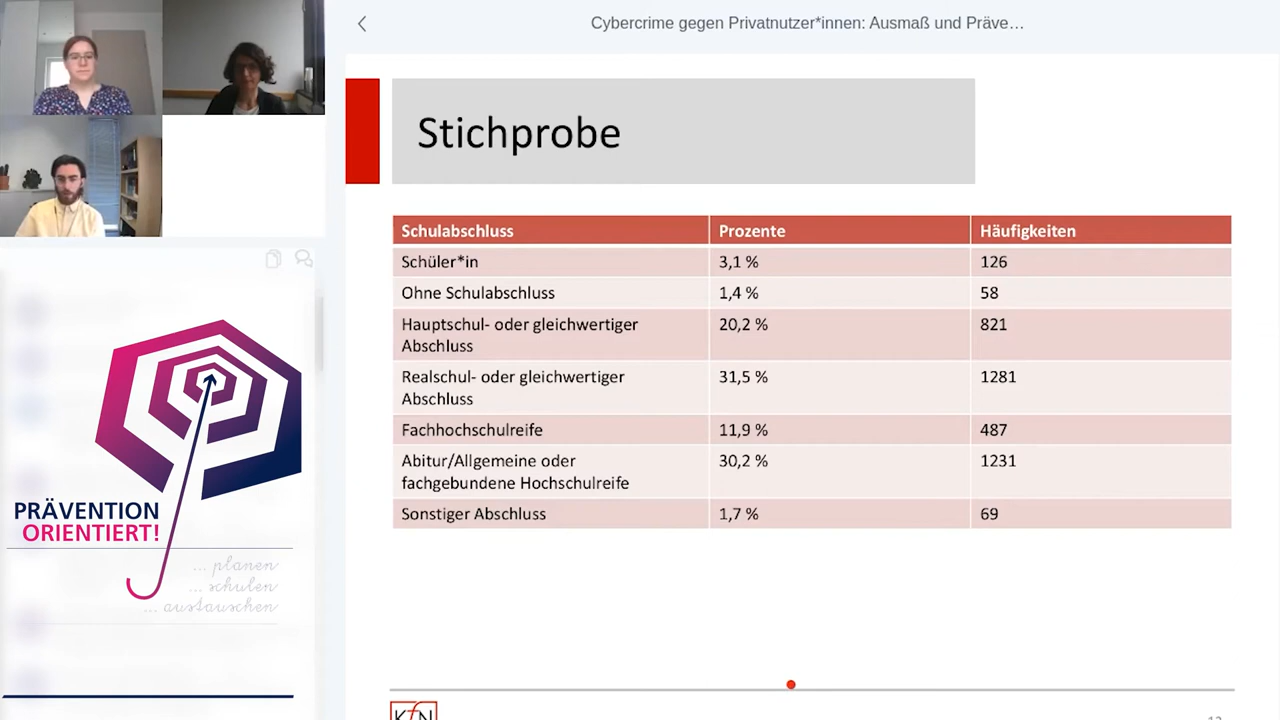 Cybercrime gegen Privatnutzer*innen: Ausmaß und Präve…
Stichprobe
Schulabschluss Prozente Häufigkeiten
Schüler*in 3,1 % 126
Ohne Schulabschluss 1,4 % 58
Hauptschul- oder gleichwertiger 20,2 % 821
Abschluss
Realschul- oder gleichwertiger 31,5 % 1281
Abschluss
Fachhochschulreife 11,9 % 487
Abitur/Allgemeine oder 30,2 % 1231
fachgebundene Hochschulreife
Sonstiger Abschluss 1,7 % 69
PRÄVENTION
ORIENTIERT!
... planen
... schulen
... austauschen
KfN